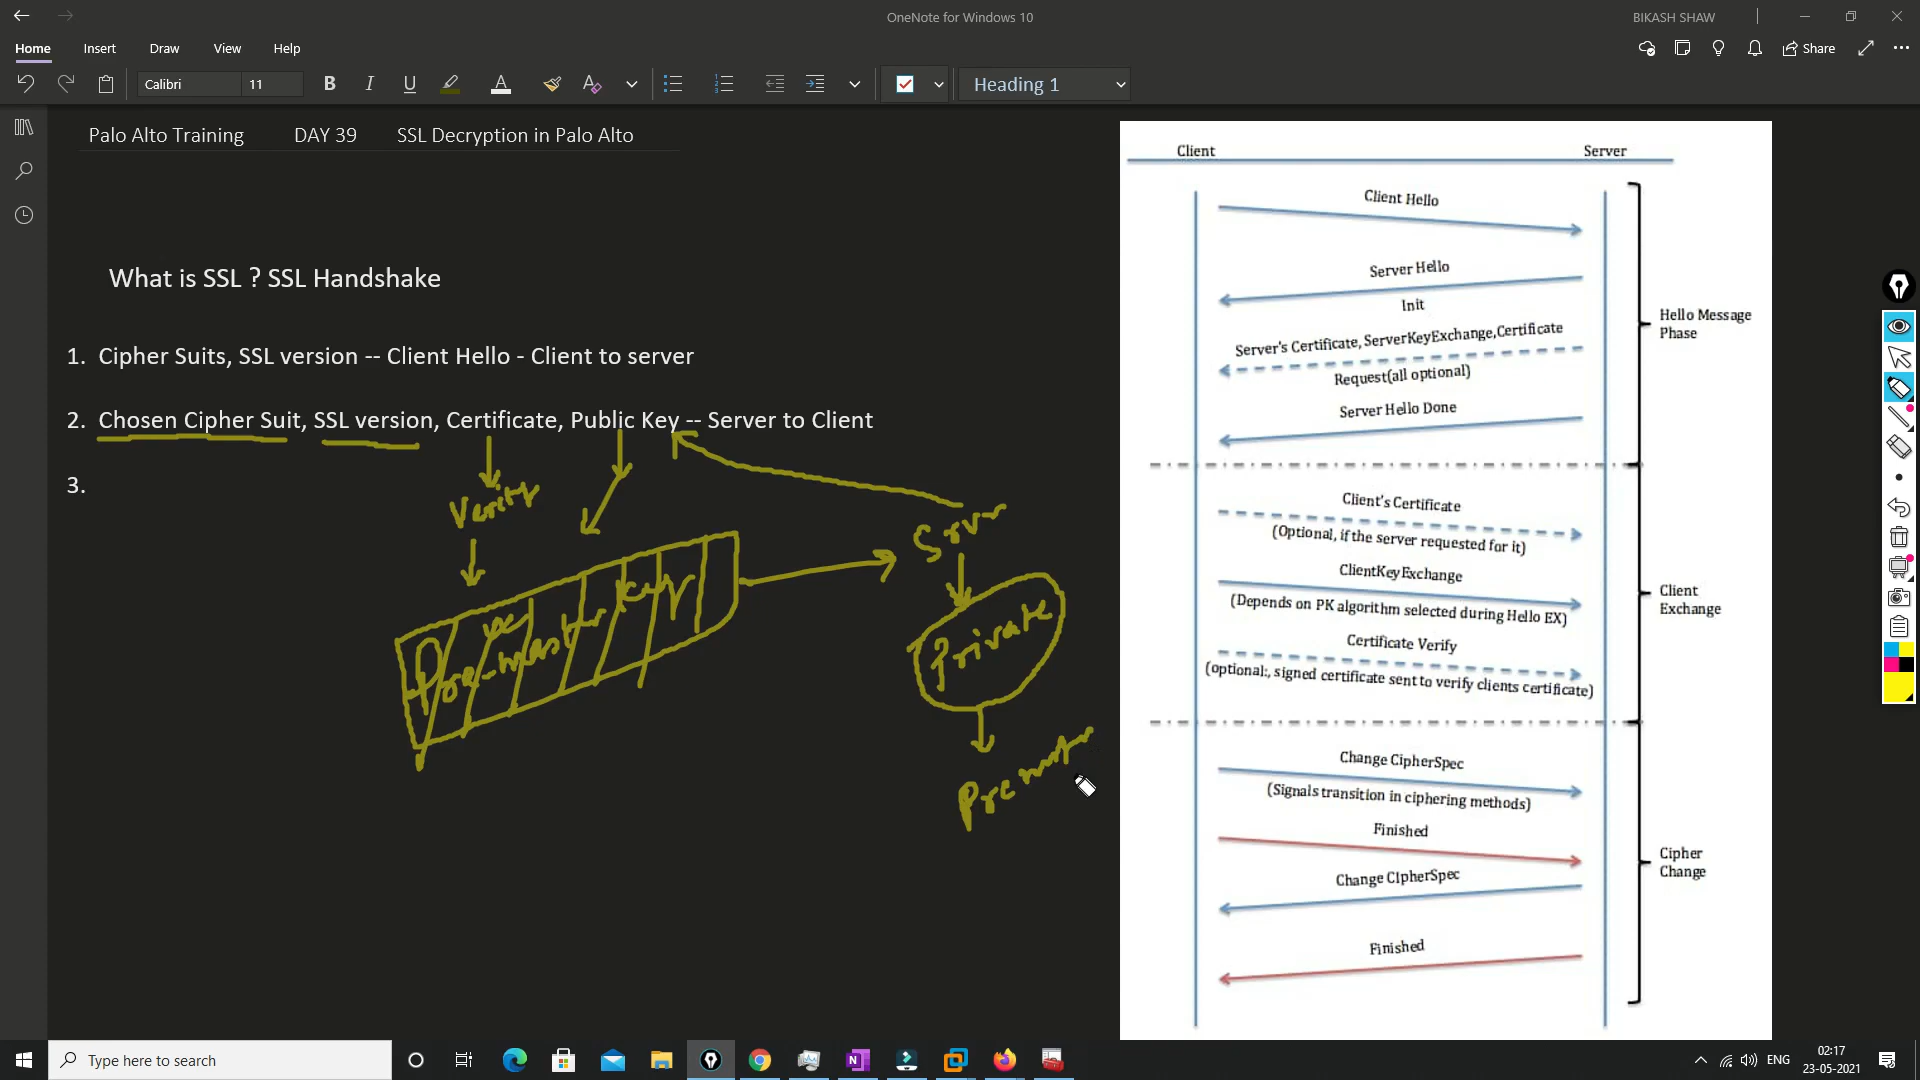 OneNote for Windows 10
BIKASH SHAW
Home Insert Draw View Help
Share
Calibri 11 B I U A A Heading 1
Palo Alto Training DAY 39 SSL Decryption in Palo Alto
What is SSL ? SSL Handshake
1. Cipher Suits, SSL version -- Client Hello - Client to server
2. Chosen Cipher Suit, SSL version, Certificate, Public Key -- Server to Client
3.
Verity
Srvr
Pre-master key
Private
Client Server
Client Hello
Server Hello
Init
Server's Certificate, ServerKeyExchange,Certificate
Request(all optional)
Server Hello Done
Hello Message
Phase
Client's Certificate
(Optional, if the server requested for it)
ClientKeyExchange
(Depends on PK algorithm selected during Hello EX)
Certificate Verify
(optional:, signed certificate sent to verify clients certificate)
Client
Exchange
Change CipherSpec
(Signals transition in ciphering methods)
Finished
Change CIpherSpec
Finished
Cipher
Change
Type here to search
ENG
02:17
23-05-2021